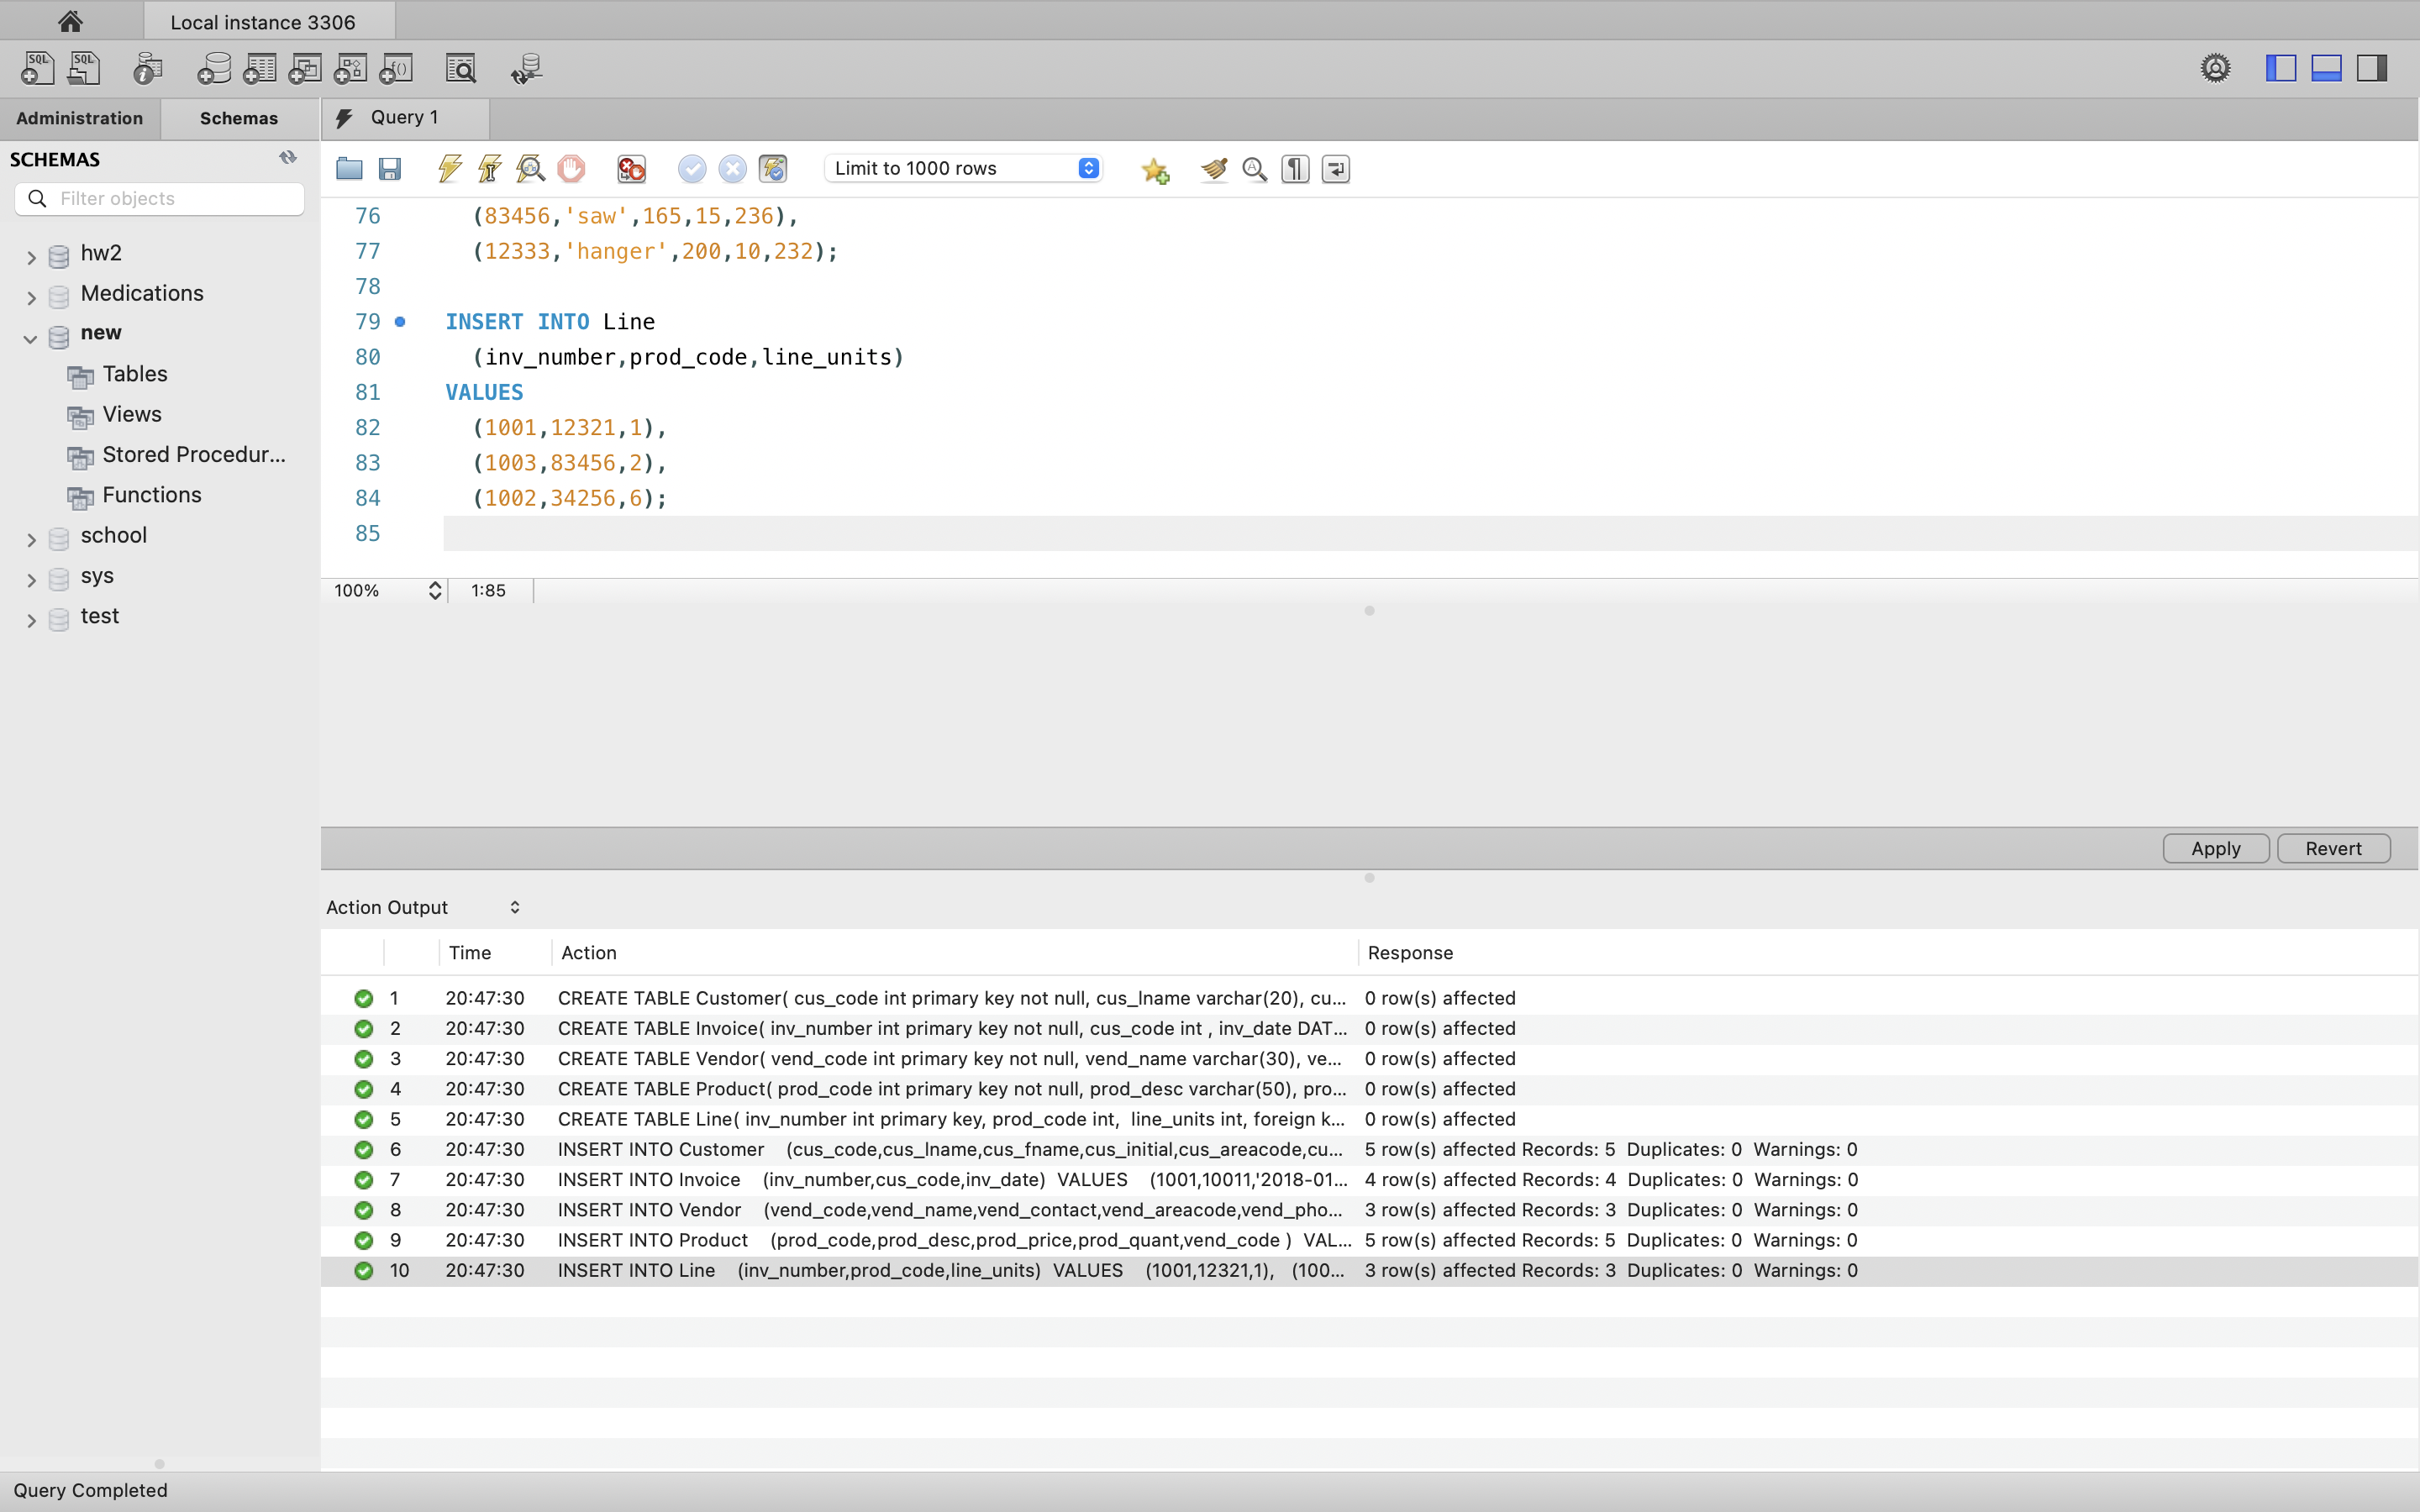 Local instance 3306
SQL SQL
Administration Schemas Query 1
SCHEMAS
Filter objects
Limit to 1000 rows
hw2
Medications
new
Tables
Views
Stored Procedur...
Functions
school
sys
test
76 (83456,'saw',165,15,236),
77 (12333,'hanger',200,10,232);
78
79 INSERT INTO Line
80 (inv_number,prod_code,line_units)
81 VALUES
82 (1001,12321,1),
83 (1003,83456,2),
84 (1002,34256,6);
85
100% 1:85
Apply Revert
Action Output
Time Action Response
1 20:47:30 CREATE TABLE Customer( cus_code int primary key not null, cus_lname varchar(20), cu... 0 row(s) affected
2 20:47:30 CREATE TABLE Invoice( inv_number int primary key not null, cus_code int , inv_date DAT... 0 row(s) affected
3 20:47:30 CREATE TABLE Vendor( vend_code int primary key not null, vend_name varchar(30), ve... 0 row(s) affected
4 20:47:30 CREATE TABLE Product( prod_code int primary key not null, prod_desc varchar(50), pro... 0 row(s) affected
5 20:47:30 CREATE TABLE Line( inv_number int primary key, prod_code int, line_units int, foreign k... 0 row(s) affected
6 20:47:30 INSERT INTO Customer (cus_code,cus_lname,cus_fname,cus_initial,cus_areacode,cu... 5 row(s) affected Records: 5 Duplicates: 0 Warnings: 0
7 20:47:30 INSERT INTO Invoice (inv_number,cus_code,inv_date) VALUES (1001,10011,'2018-01... 4 row(s) affected Records: 4 Duplicates: 0 Warnings: 0
8 20:47:30 INSERT INTO Vendor (vend_code,vend_name,vend_contact,vend_areacode,vend_pho... 3 row(s) affected Records: 3 Duplicates: 0 Warnings: 0
9 20:47:30 INSERT INTO Product (prod_code,prod_desc,prod_price,prod_quant,vend_code ) VAL... 5 row(s) affected Records: 5 Duplicates: 0 Warnings: 0
10 20:47:30 INSERT INTO Line (inv_number,prod_code,line_units) VALUES (1001,12321,1), (100... 3 row(s) affected Records: 3 Duplicates: 0 Warnings: 0
Query Completed